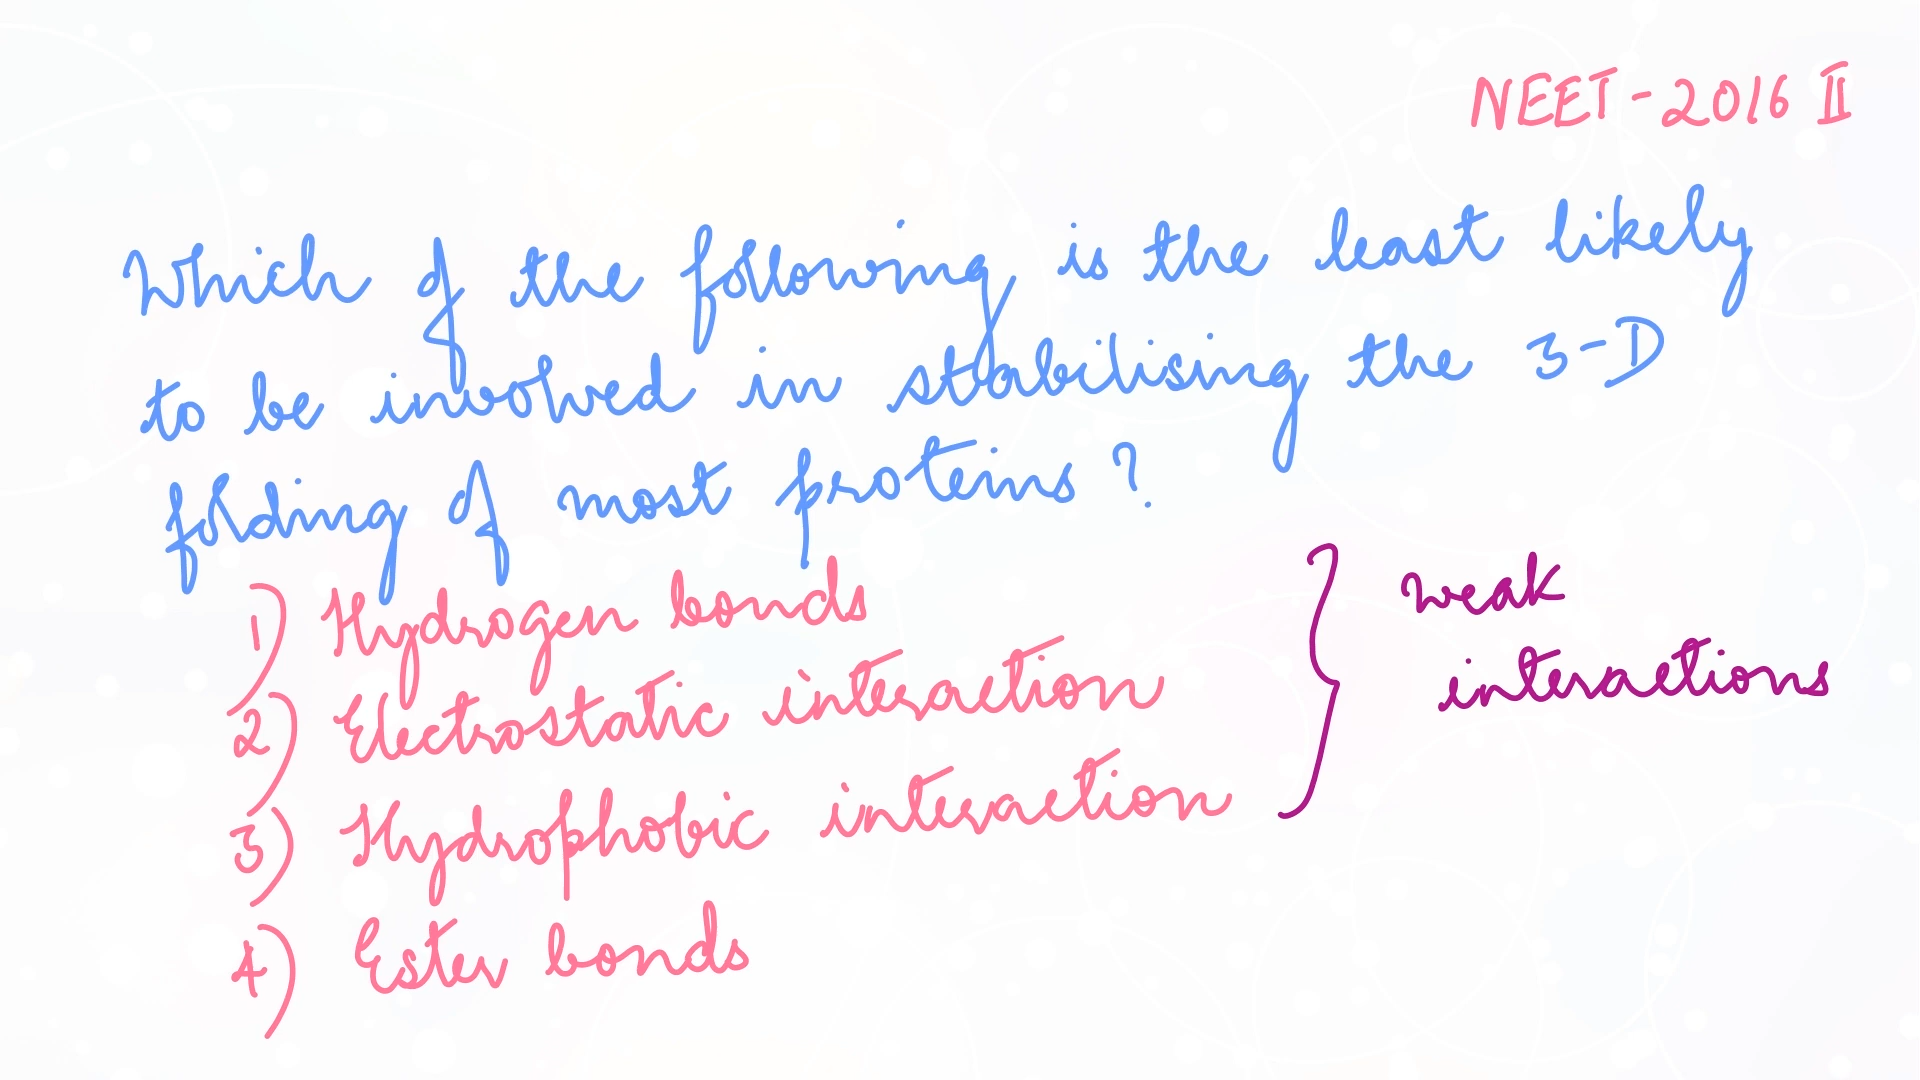 NEET-2016 II
Which of the following is the least likely
to be involved in stabilising the 3-D
folding of most proteins?
1) Hydrogen bonds
2) Electrostatic interaction
3) Hydrophobic interaction
4) Ester bonds
weak
interactions